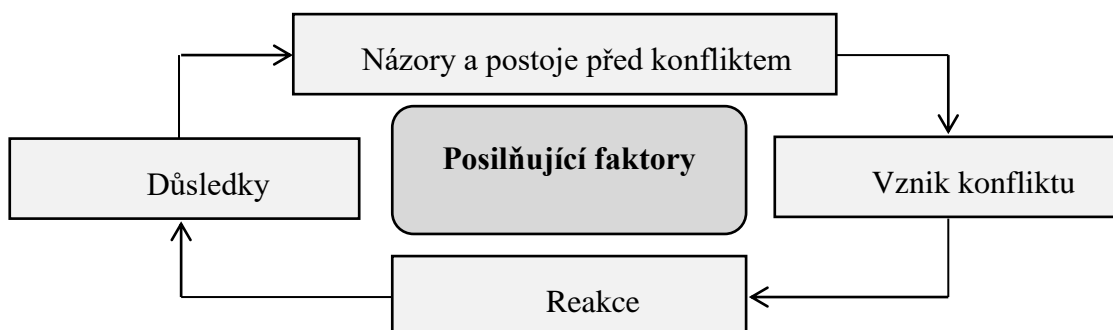 Názory a postoje před konfliktem
Posilňující faktory
Důsledky
Vznik konfliktu
Reakce